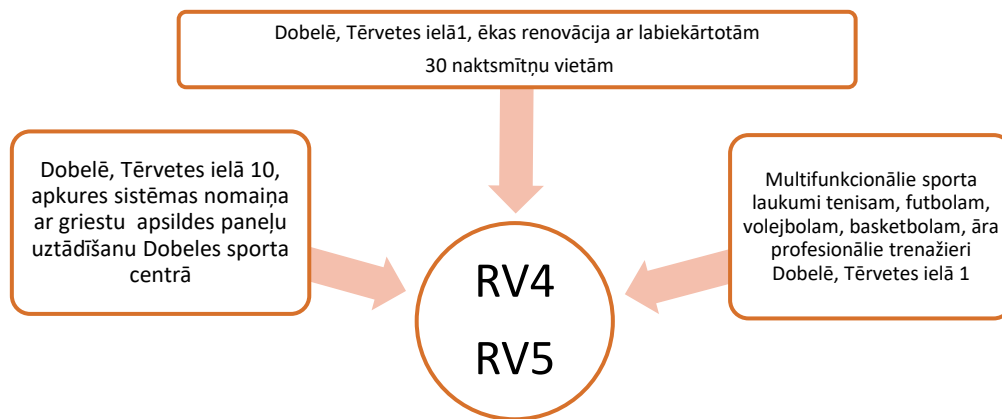 Dobelē, Tērvetes ielā1, ēkas renovācija ar labiekārtotām
30 naktsmītņu vietām
Dobelē, Tērvetes ielā 10,
apkures sistēmas nomaiņa
ar griestu apsildes paneļu
uztādīšanu Dobeles sporta
centrā
Multifunkcionālie sporta
laukumi tenisam, futbolam,
volejbolam, basketbolam, āra
profesionālie trenažieri
Dobelē, Tērvetes ielā 1
RV4
RV5